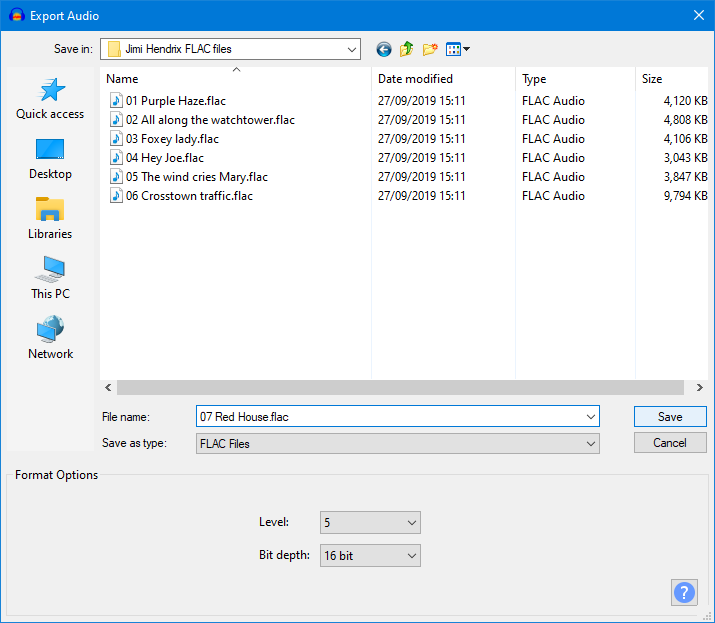 Export Audio
Save in: Jimi Hendrix FLAC files
Quick access
Desktop
Libraries
This PC
Network
Name Date modified Type Size
01 Purple Haze.flac 27/09/2019 15:11 FLAC Audio 4,120 KB
02 All along the watchtower.flac 27/09/2019 15:11 FLAC Audio 4,808 KB
03 Foxey lady.flac 27/09/2019 15:11 FLAC Audio 4,106 KB
04 Hey Joe.flac 27/09/2019 15:11 FLAC Audio 3,043 KB
05 The wind cries Mary.flac 27/09/2019 15:11 FLAC Audio 3,847 KB
06 Crosstown traffic.flac 27/09/2019 15:11 FLAC Audio 9,794 KB
File name: 07 Red House.flac Save
Save as type: FLAC Files Cancel
Format Options
Level: 5
Bit depth: 16 bit
?